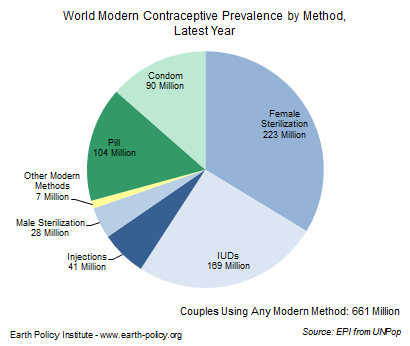 World Modern Contraceptive Prevalence by Method,
Latest Year
Condom
90 Million
Female
Sterilization
223 Million
Pill
104 Million
Other Modern
Methods
7 Million
Male Sterilization
28 Million
Injections
41 Million
IUDs
169 Million
Couples Using Any Modern Method: 661 Million
Earth Policy Institute - www.earth-policy.org
Source: EPI from UNPop